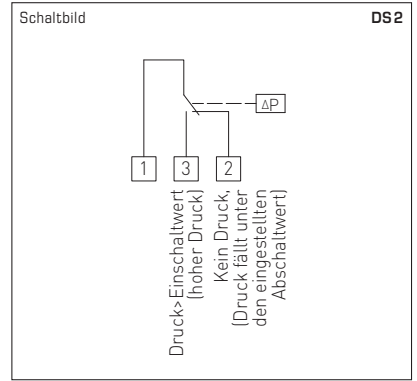 Schaltbild
DS2
ΔP
1
3
2
Druck>Einschaltwert
(hoher Druck)
Kein Druck,
(Druck fällt unter
den eingestellten
Abschaltwert)